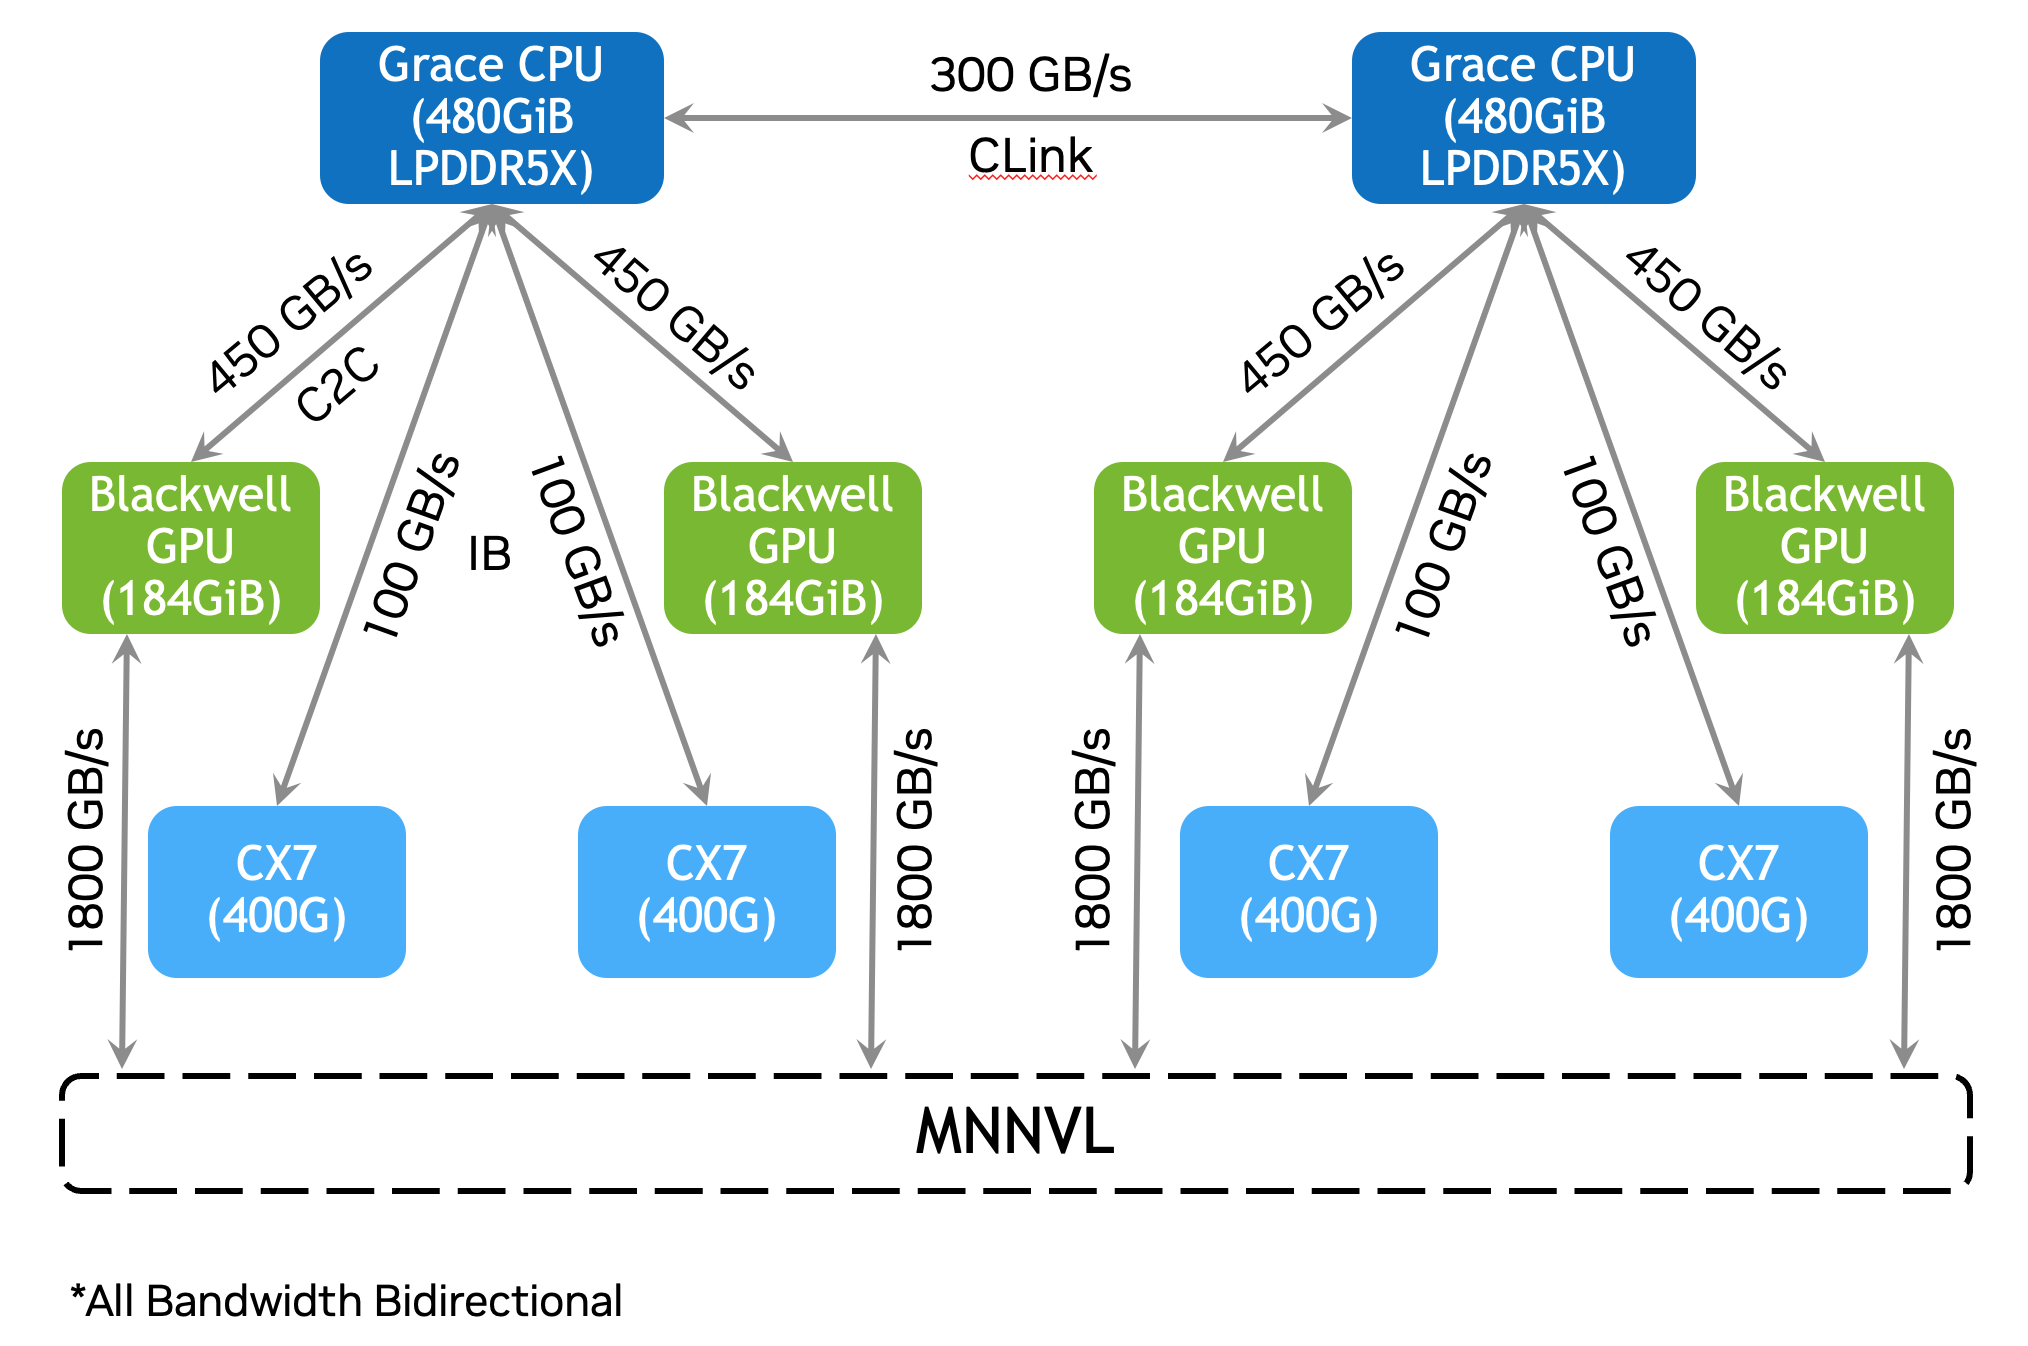 Grace CPU
(480GiB
LPDDR5X)
300 GB/s
CLink
Grace CPU
(480GiB
LPDDR5X)
450 GB/s
C2C
450 GB/s
450 GB/s
450 GB/s
Blackwell
GPU
(184GiB)
100 GB/s
IB
100 GB/s
Blackwell
GPU
(184GiB)
Blackwell
GPU
(184GiB)
100 GB/s
100 GB/s
Blackwell
GPU
(184GiB)
1800 GB/s
CX7
(400G)
CX7
(400G)
1800 GB/s
1800 GB/s
CX7
(400G)
CX7
(400G)
1800 GB/s
MNNVL
*All Bandwidth Bidirectional